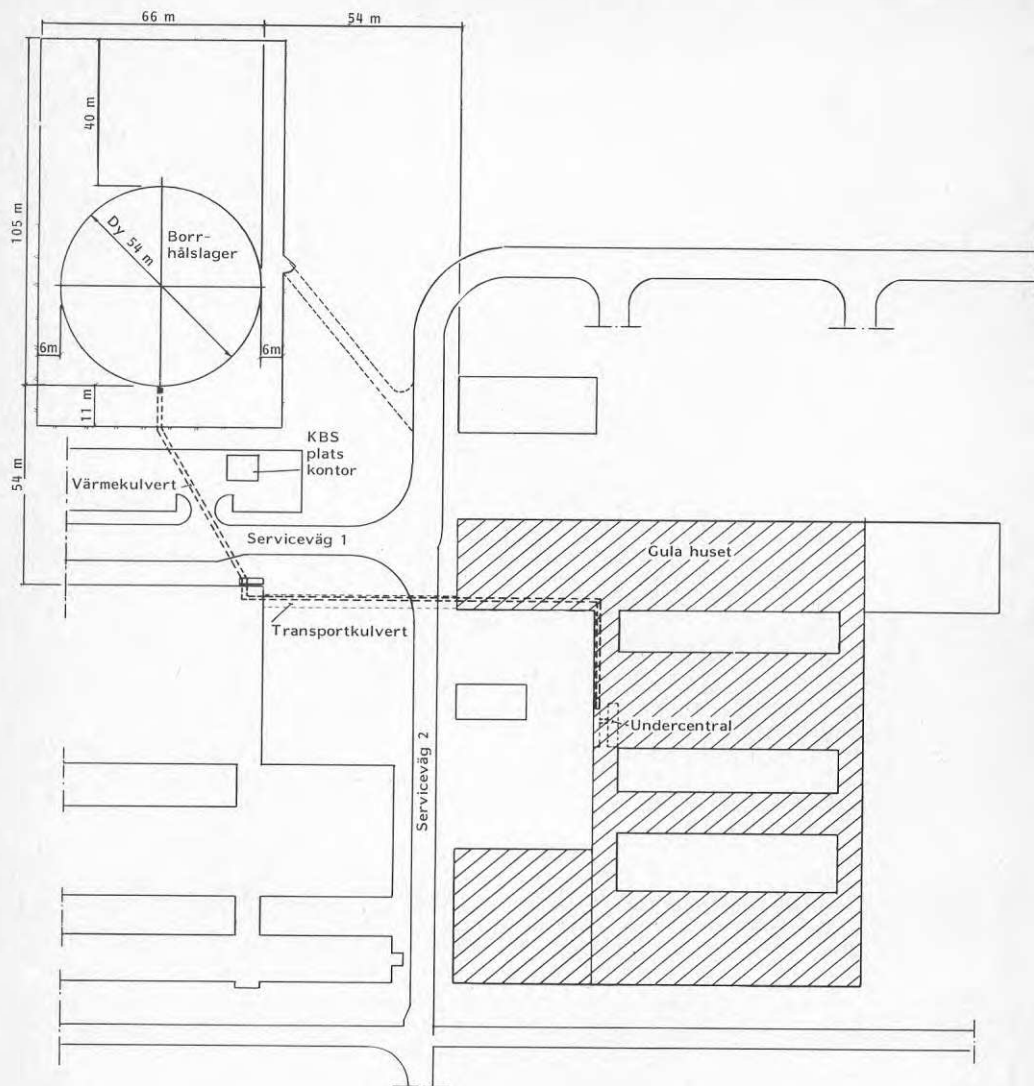 66 m
54 m
40 m
105 m
Borr-
hålslager
Dy 54 m
6m
6m
11 m
54 m
KBS
plats
kontor
Värmekulvert
Serviceväg 1
Gula huset
Transportkulvert
Undercentral
Serviceväg 2